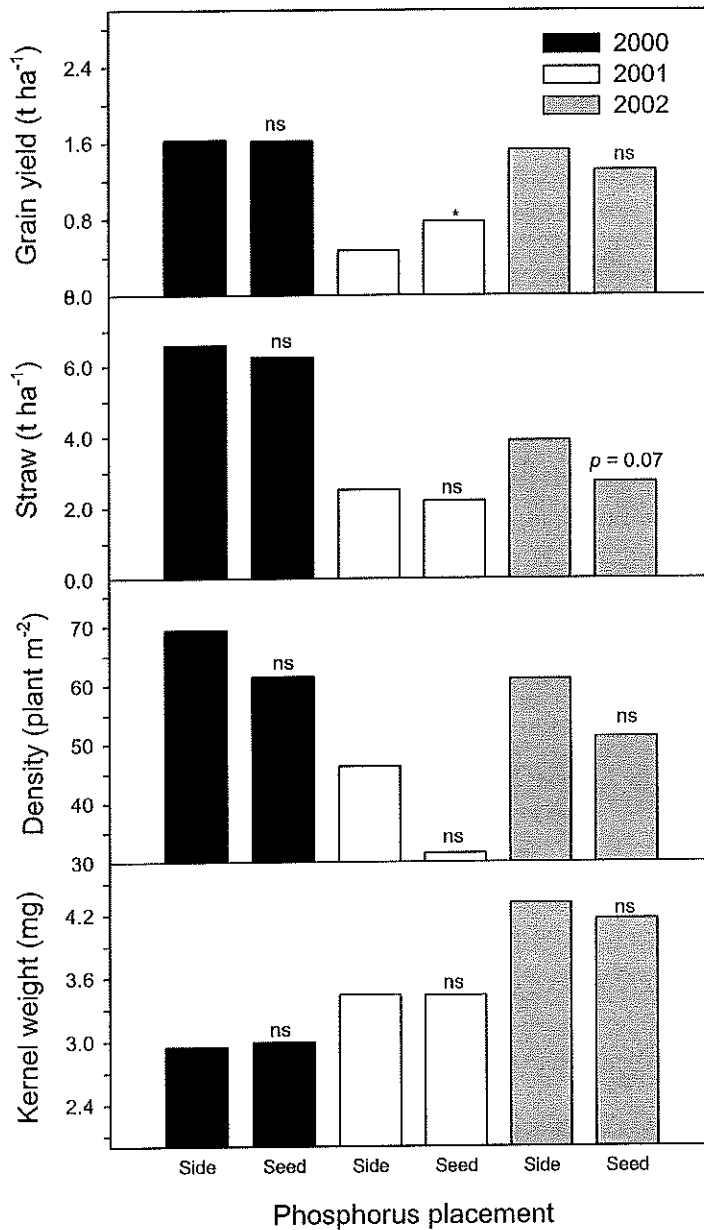 2000
2001
2002
Grain yield (t ha⁻¹)
2.4
1.6
0.8
8.0
ns
*
ns
Straw (t ha⁻¹)
6.0
4.0
2.0
0.0
ns
ns
p = 0.07
Density (plant m⁻²)
70
60
50
40
30
ns
ns
ns
Kernel weight (mg)
4.2
3.6
3.0
2.4
ns
ns
ns
Side Seed Side Seed Side Seed
Phosphorus placement